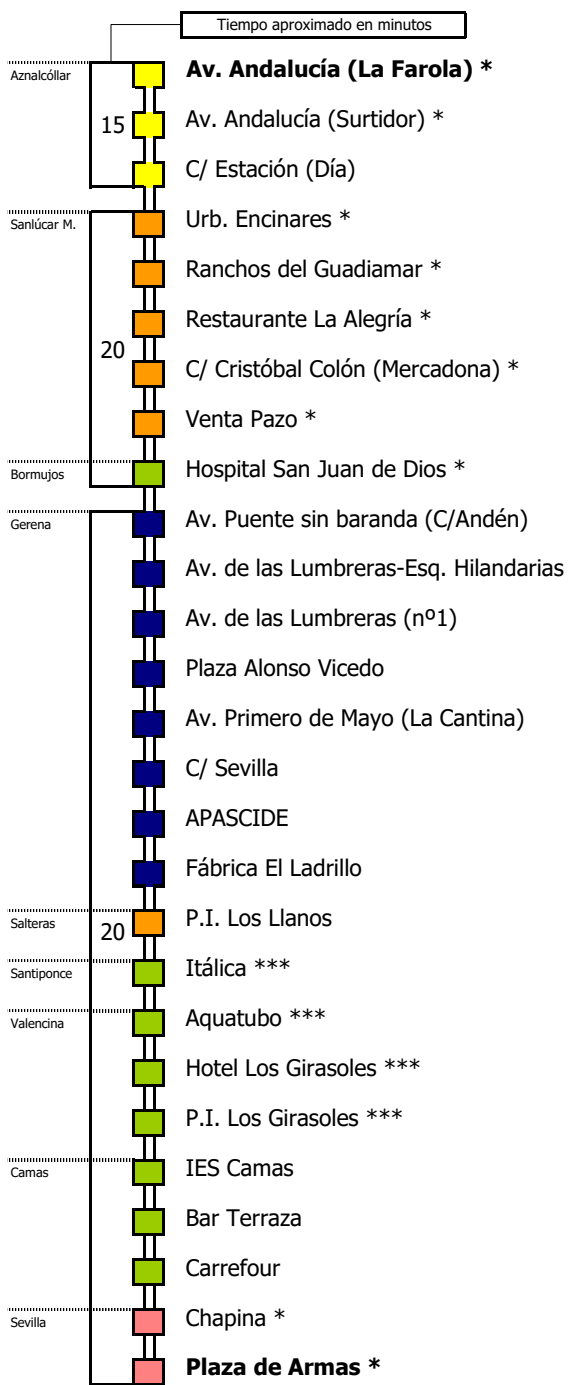 Tiempo aproximado en minutos
Aznalcóllar
Av. Andalucía (La Farola) *
15
Av. Andalucía (Surtidor) *
C/ Estación (Día)
Sanlúcar M.
Urb. Encinares *
Ranchos del Guadiamar *
Restaurante La Alegría *
20
C/ Cristóbal Colón (Mercadona) *
Venta Pazo *
Bormujos
Hospital San Juan de Dios *
Gerena
Av. Puente sin baranda (C/Andén)
Av. de las Lumbreras-Esq. Hilandarias
Av. de las Lumbreras (nº1)
Plaza Alonso Vicedo
Av. Primero de Mayo (La Cantina)
C/ Sevilla
APASCIDE
Fábrica El Ladrillo
Salteras
20
P.I. Los Llanos
Santiponce
Itálica ***
Valencina
Aquatubo ***
Hotel Los Girasoles ***
P.I. Los Girasoles ***
Camas
IES Camas
Bar Terraza
Carrefour
Sevilla
Chapina *
Plaza de Armas *